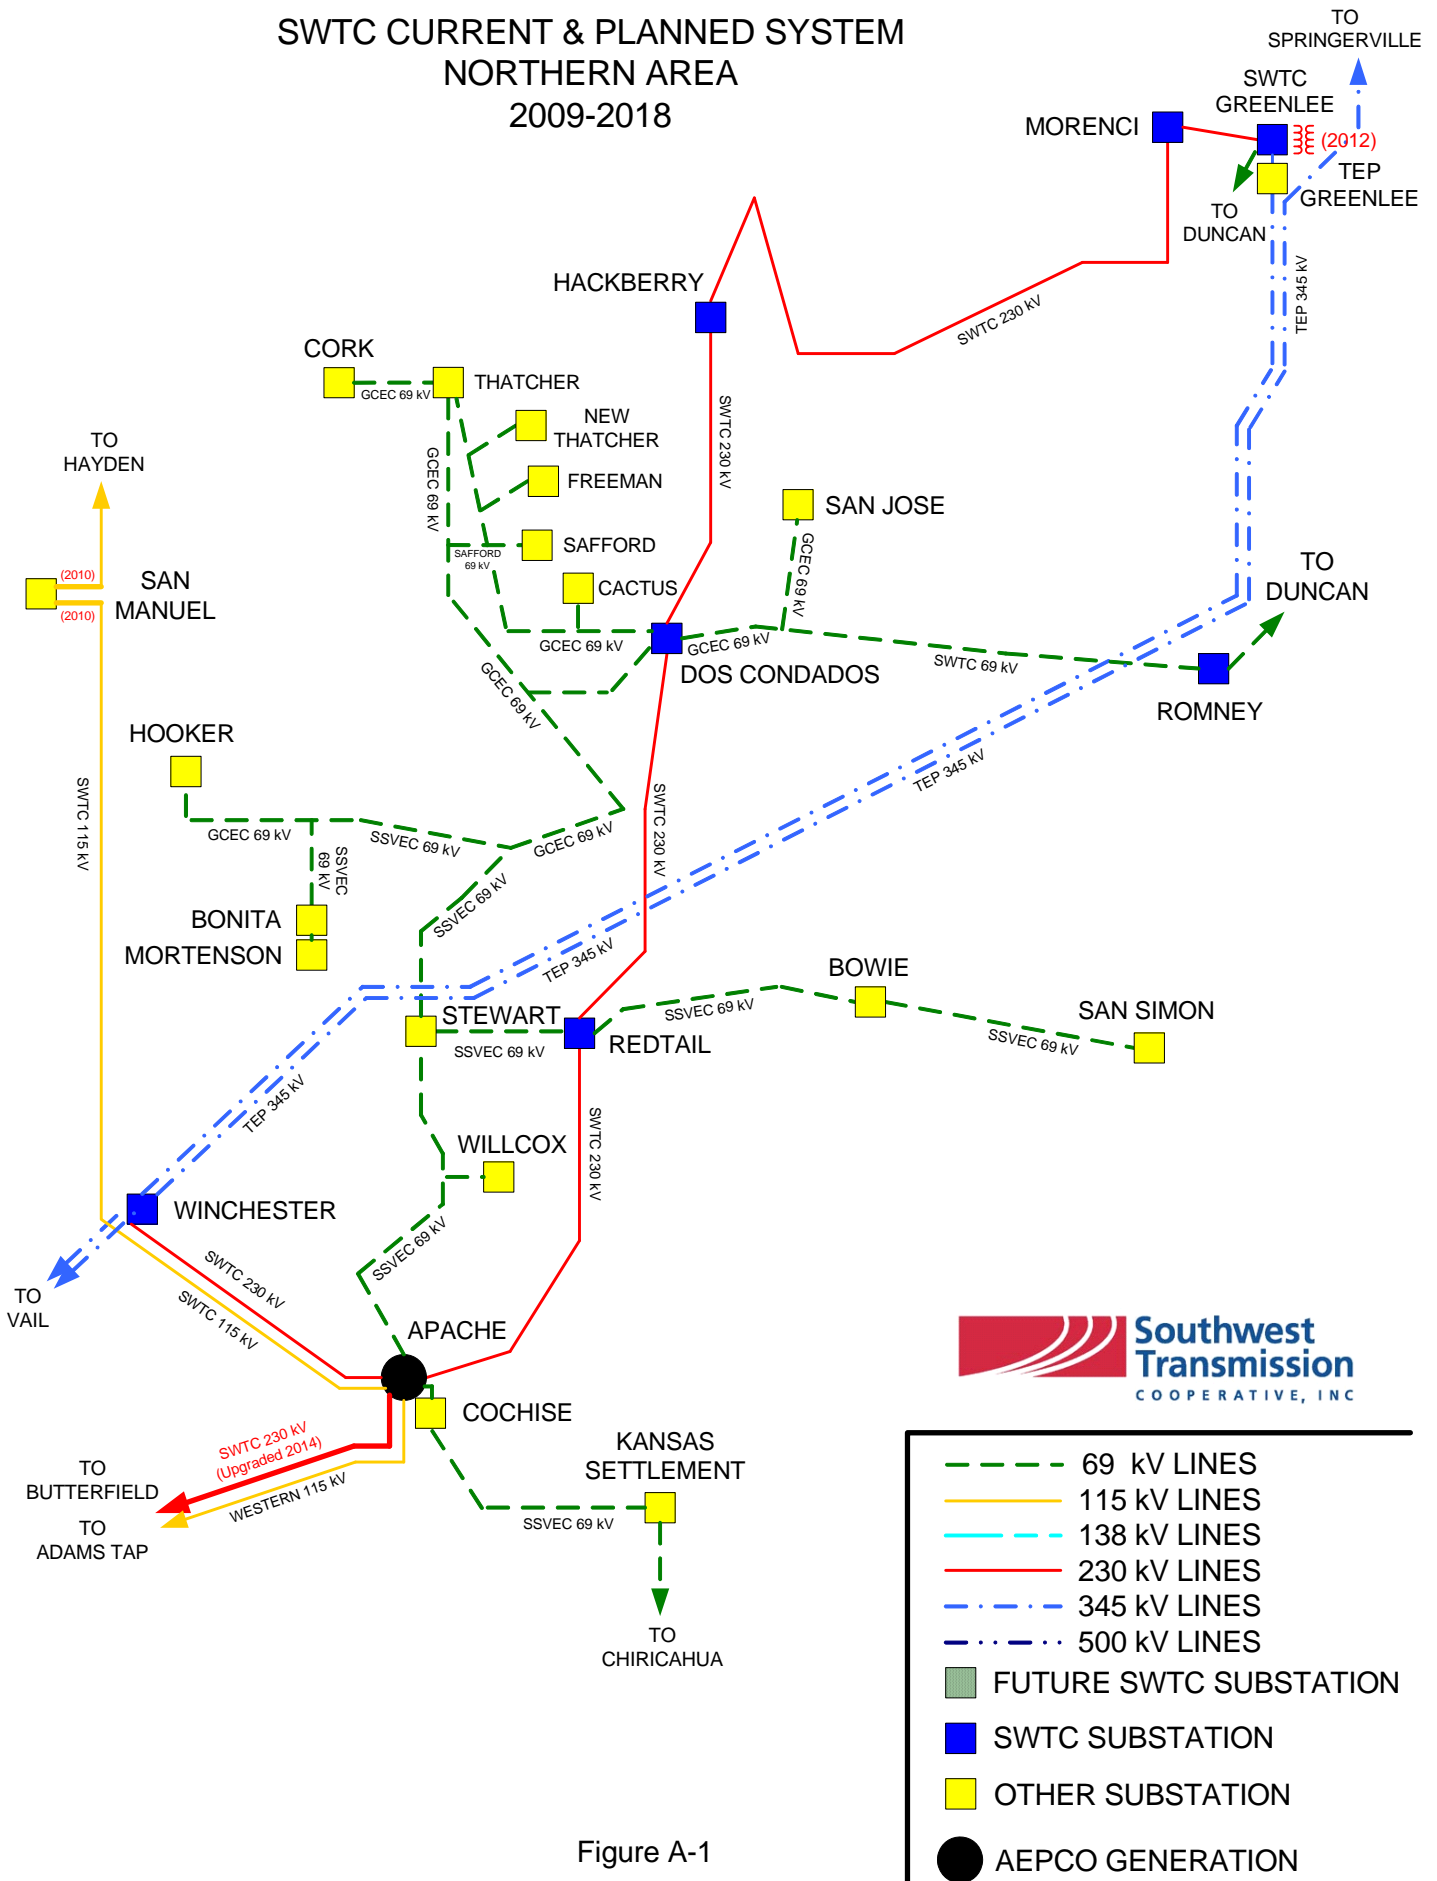 SWTC CURRENT & PLANNED SYSTEM
NORTHERN AREA
2009-2018
TO
SPRINGERVILLE
SWTC
GREENLEE
(2012)
TEP
GREENLEE
MORENCI
TO
DUNCAN
TEP 345 kV
HACKBERRY
SWTC 230 kV
SWTC 230 kV
CORK
GCEC 69 kV
THATCHER
NEW
THATCHER
GCEC 69 kV
FREEMAN
SAFFORD
SAFFORD
69 kV
CACTUS
GCEC 69 kV
SAN JOSE
GCEC 69 kV
GCEC 69 kV
DOS CONDADOS
SWTC 69 kV
TO
DUNCAN
ROMNEY
TO
HAYDEN
(2010)
(2010)
SAN
MANUEL
SWTC 115 kV
GCEC 69 kV
HOOKER
GCEC 69 kV
SSVEC
69 kV
SSVEC 69 kV
GCEC 69 kV
SWTC 230 kV
TEP 345 kV
BONITA
MORTENSON
SSVEC 69 kV
TEP 345 kV
STEWART
SSVEC 69 kV
REDTAIL
SSVEC 69 kV
BOWIE
SSVEC 69 kV
SAN SIMON
TEP 345 kV
SWTC 230 kV
WILLCOX
WINCHESTER
SSVEC 69 kV
SWTC 230 kV
SWTC 115 kV
TO
VAIL
APACHE
COCHISE
SWTC 230 kV
(Upgraded 2014)
WESTERN 115 kV
TO
BUTTERFIELD
TO
ADAMS TAP
KANSAS
SETTLEMENT
SSVEC 69 kV
TO
CHIRICAHUA
Southwest
Transmission
COOPERATIVE, INC
69 kV LINES
115 kV LINES
138 kV LINES
230 kV LINES
345 kV LINES
500 kV LINES
FUTURE SWTC SUBSTATION
SWTC SUBSTATION
OTHER SUBSTATION
AEPCO GENERATION
Figure A-1